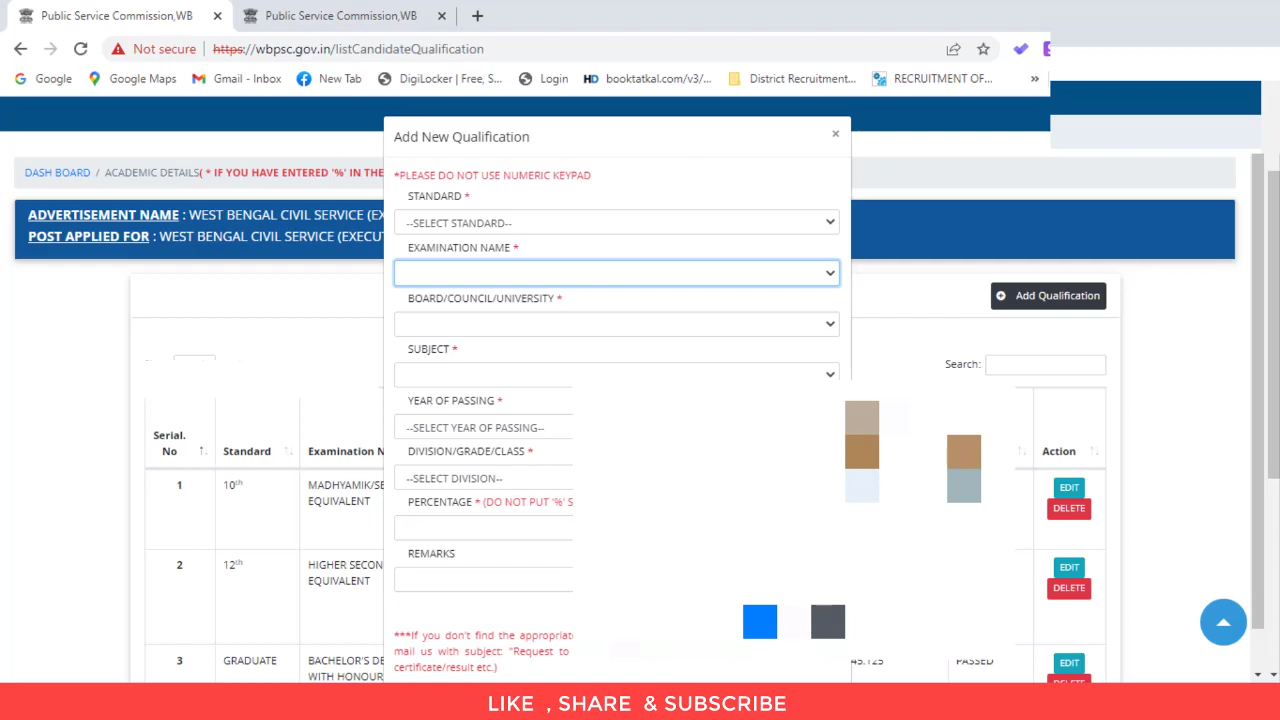 Public Service Commission,WB
Public Service Commission,WB
Not secure https://wbpsc.gov.in/listCandidateQualification
Google Google Maps Gmail - Inbox New Tab DigiLocker | Free, S... Login HD booktatkal.com/v3/... District Recruitment... RECRUITMENT OF... »
Add New Qualification ×
*PLEASE DO NOT USE NUMERIC KEYPAD
STANDARD *
--SELECT STANDARD--
EXAMINATION NAME *
BOARD/COUNCIL/UNIVERSITY *
SUBJECT *
YEAR OF PASSING *
--SELECT YEAR OF PASSING--
DIVISION/GRADE/CLASS *
--SELECT DIVISION--
PERCENTAGE * (DO NOT PUT '%' S
REMARKS
***If you don't find the appropriate
mail us with subject: "Request to
certificate/result etc.)
DASH BOARD / ACADEMIC DETAILS( * IF YOU HAVE ENTERED '%' IN THE
ADVERTISEMENT NAME : WEST BENGAL CIVIL SERVICE (EX
POST APPLIED FOR : WEST BENGAL CIVIL SERVICE (EXECUT
Add Qualification
Search:
Serial. No Standard Examination N Action
1 10th MADHYAMIK/SE EQUIVALENT EDIT DELETE
2 12th HIGHER SECON EQUIVALENT EDIT DELETE
3 GRADUATE BACHELOR'S DE WITH HONOUR 45.125 PASSED EDIT
LIKE , SHARE & SUBSCRIBE